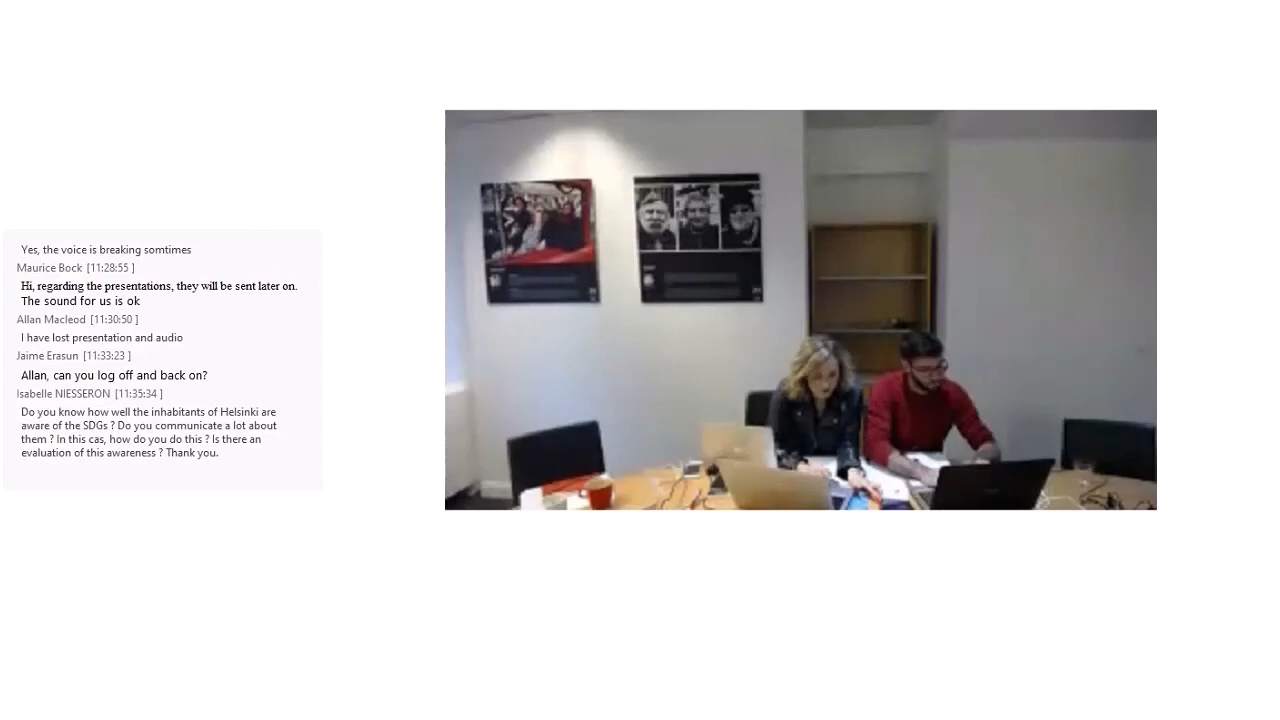 Yes, the voice is breaking somtimes
Maurice Bock [11:28:55 ]
Hi, regarding the presentations, they will be sent later on.
The sound for us is ok
Allan Macleod [11:30:50 ]
I have lost presentation and audio
Jaime Erasun [11:33:23 ]
Allan, can you log off and back on?
Isabelle NIESSERON [11:35:34 ]
Do you know how well the inhabitants of Helsinki are
aware of the SDGs ? Do you communicate a lot about
them ? In this cas, how do you do this ? Is there an
evaluation of this awareness ? Thank you.